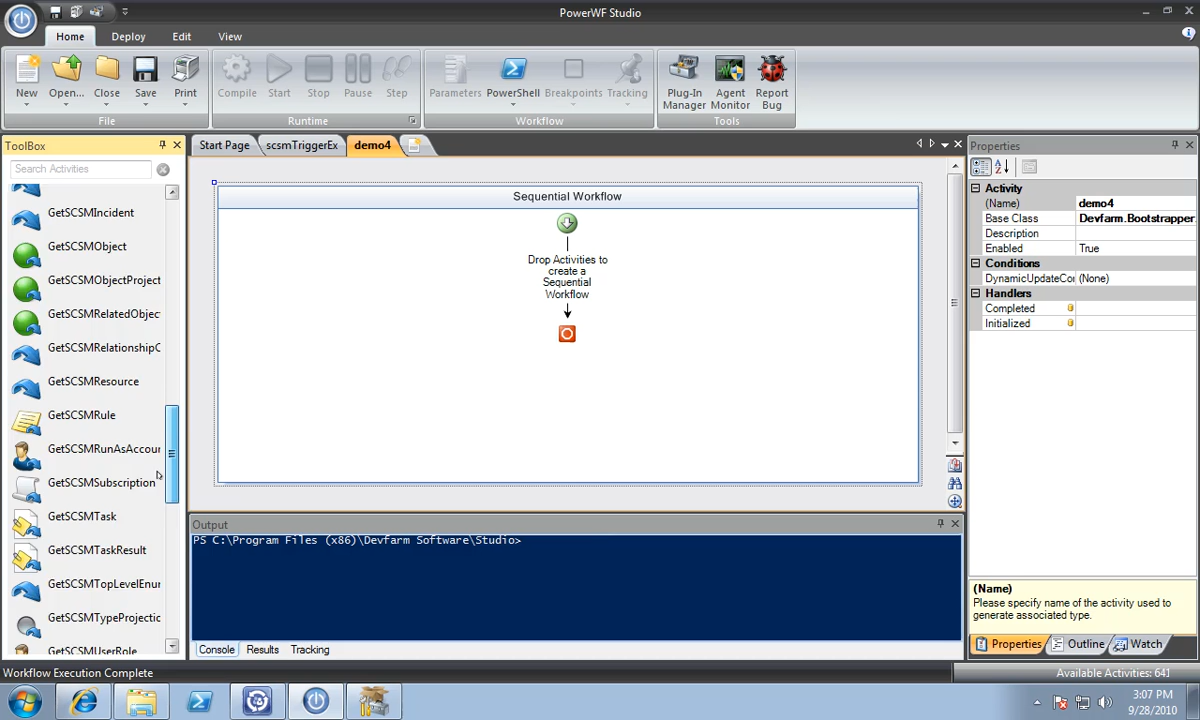 PowerWF Studio
Home Deploy Edit View
New Open... Close Save Print Compile Start Stop Pause Step Parameters PowerShell Breakpoints Tracking Plug-In Manager Agent Monitor Report Bug
File Runtime Workflow Tools
ToolBox
Search Activities
GetSCSMIncident
GetSCSMObject
GetSCSMObjectProject
GetSCSMRelatedObjec
GetSCSMRelationshipC
GetSCSMResource
GetSCSMRule
GetSCSMRunAsAccour
GetSCSMSubscription
GetSCSMTask
GetSCSMTaskResult
GetSCSMTopLevelEnur
GetSCSMTypeProjectic
GetSCSMUserRole
Start Page scsmTriggerEx demo4
Sequential Workflow
Drop Activities to
create a
Sequential
Workflow
Output
PS C:\Program Files (x86)\Devfarm Software\Studio>
Console Results Tracking
Properties
Activity
(Name) demo4
Base Class Devfarm.Bootstrapper.
Description
Enabled True
Conditions
DynamicUpdateCor (None)
Handlers
Completed
Initialized
(Name)
Please specify name of the activity used to
generate associated type.
Properties Outline Watch
Workflow Execution Complete Available Activities: 641
3:07 PM
9/28/2010